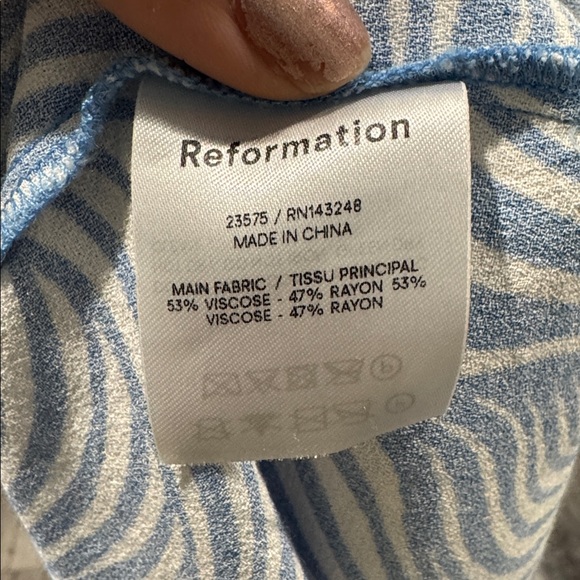 Reformation
23575 / RN143248
MADE IN CHINA
MAIN FABRIC / TISSU PRINCIPAL
53% VISCOSE - 47% RAYON 53%
VISCOSE - 47% RAYON